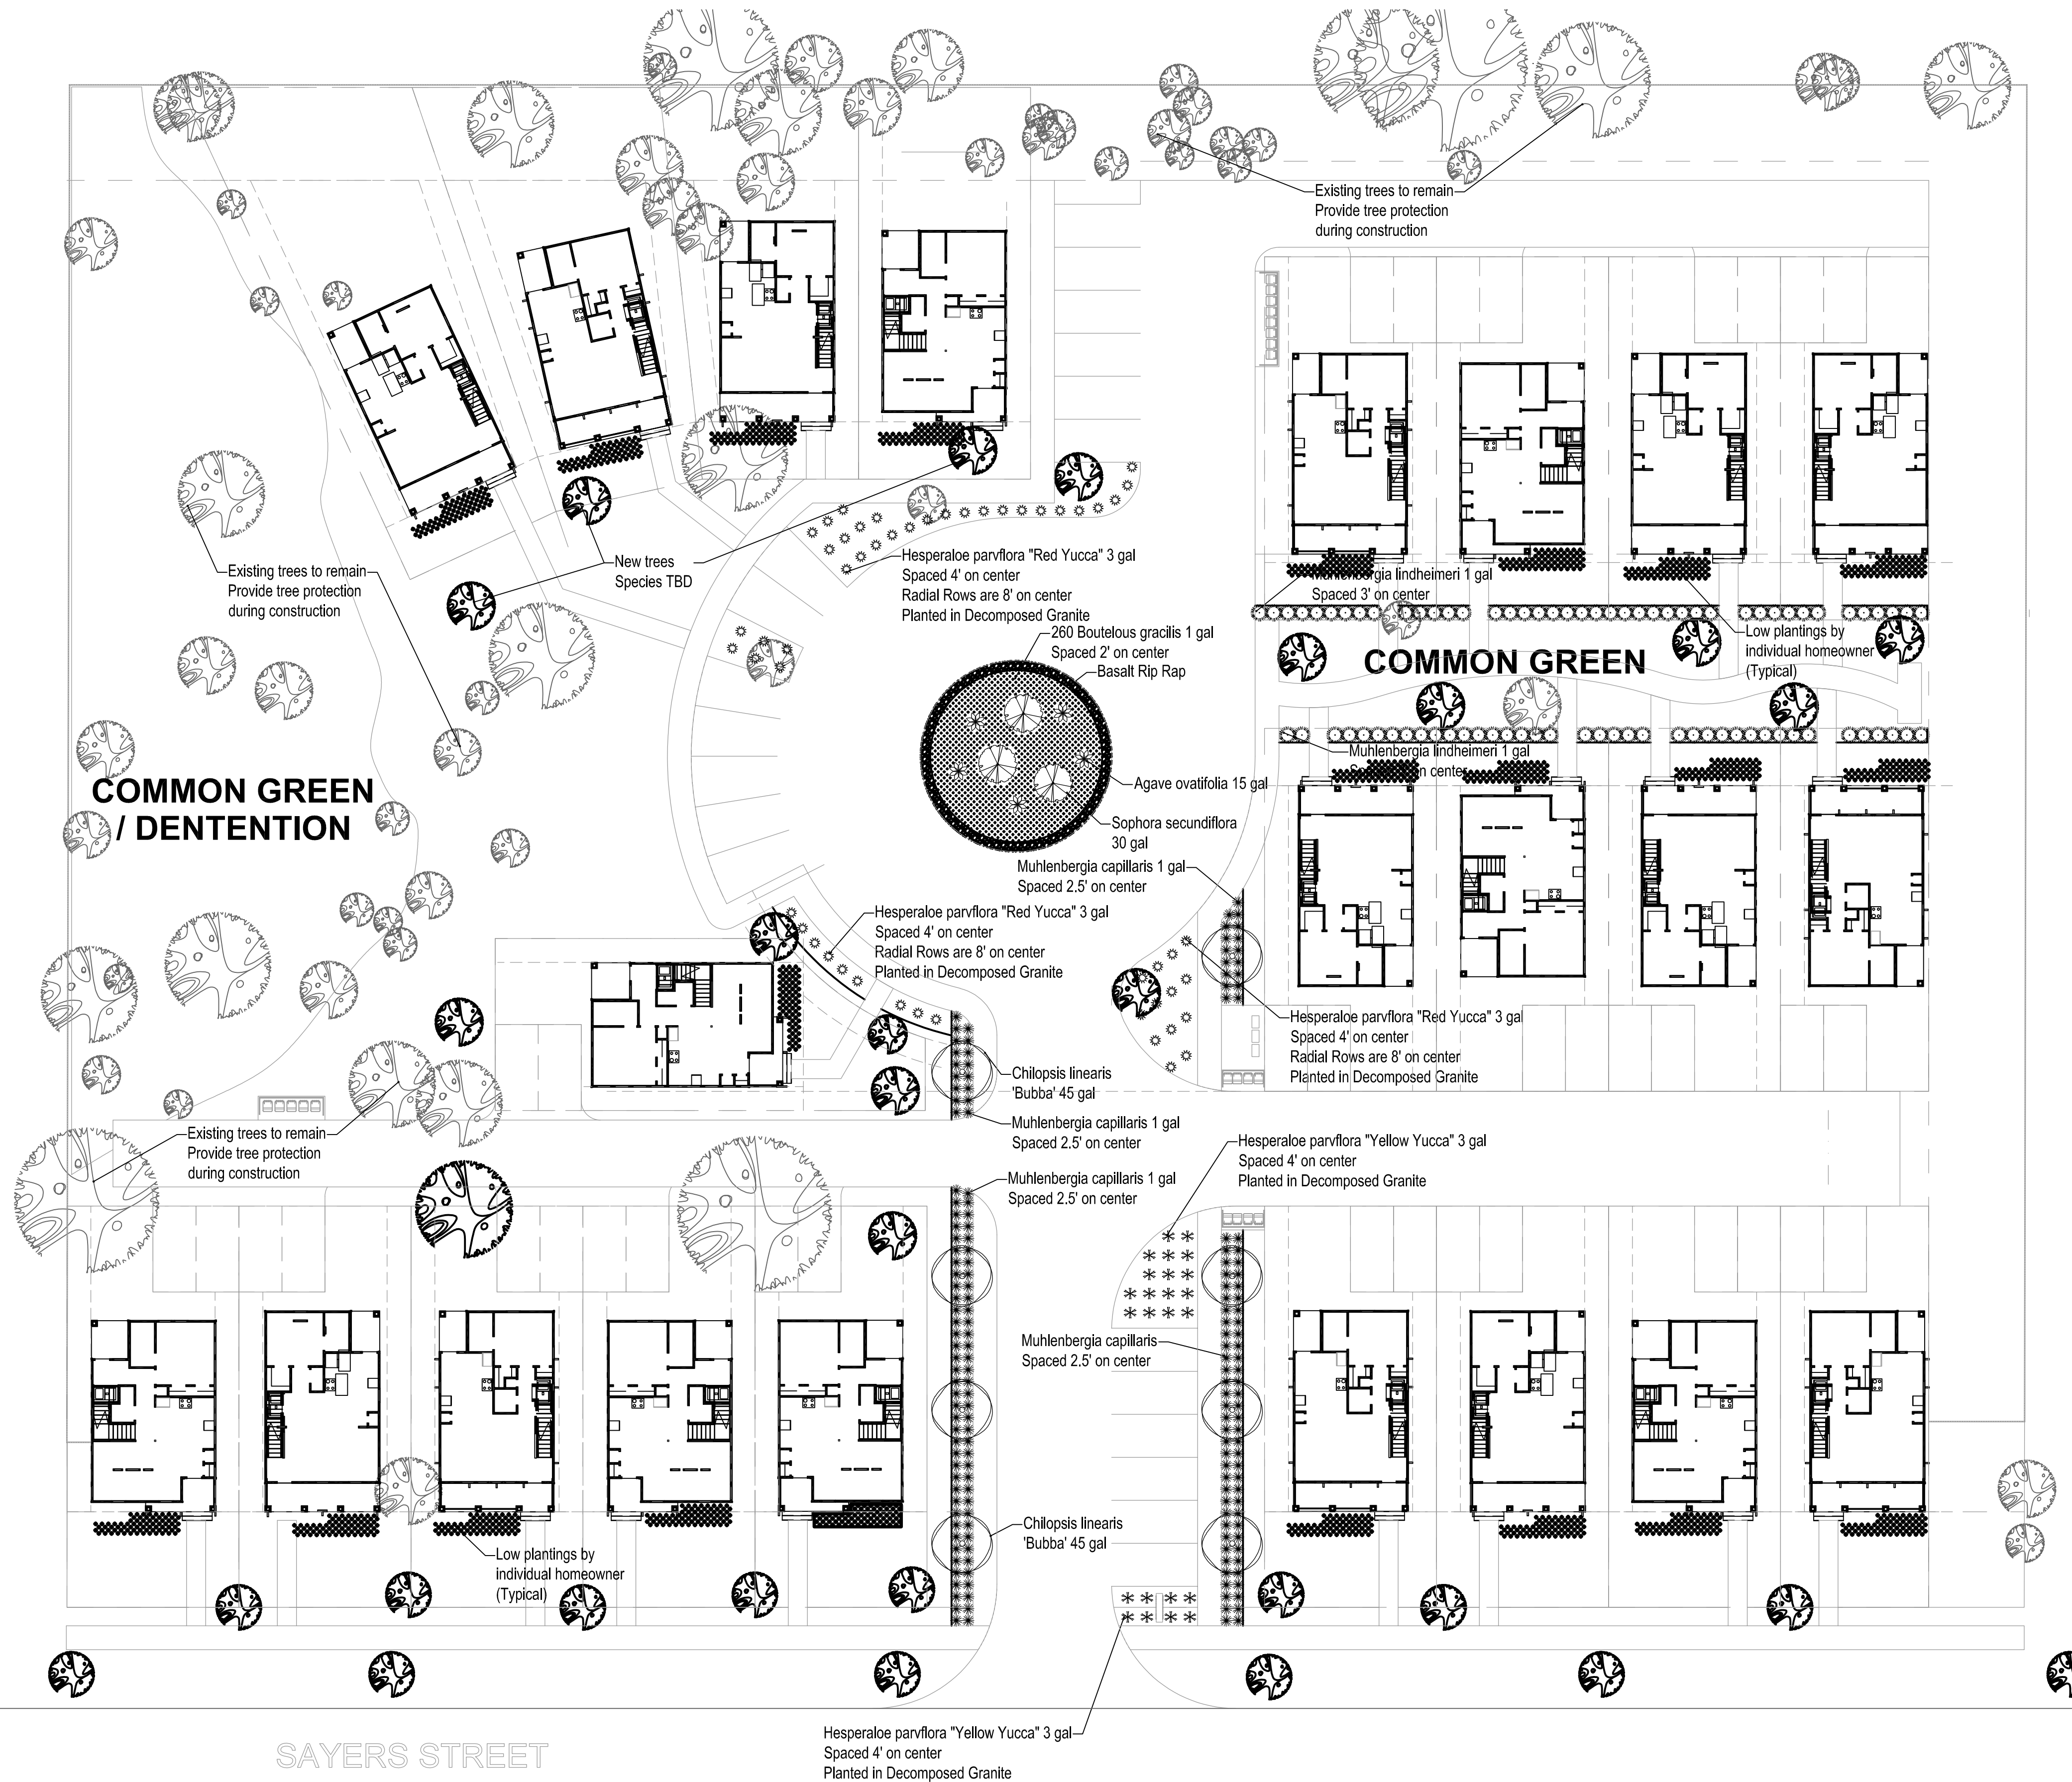 Existing trees to remain
Provide tree protection
during construction
Hesperaloe parvflora "Red Yucca" 3 gal
Spaced 4' on center
Radial Rows are 8' on center
Planted in Decomposed Granite
New trees
Species TBD
Existing trees to remain
Provide tree protection
during construction
Muhlenbergia lindheimeri 1 gal
Spaced 3' on center
260 Boutelous gracilis 1 gal
Spaced 2' on center
Basalt Rip Rap
Low plantings by
individual homeowner
(Typical)
COMMON GREEN
Muhlenbergia lindheimeri 1 gal
center
COMMON GREEN
/ DENTENTION
Agave ovatifolia 15 gal
Sophora secundiflora
30 gal
Muhlenbergia capillaris 1 gal
Spaced 2.5' on center
Hesperaloe parvflora "Red Yucca" 3 gal
Spaced 4' on center
Radial Rows are 8' on center
Planted in Decomposed Granite
Hesperaloe parvflora "Red Yucca" 3 gal
Spaced 4' on center
Radial Rows are 8' on center
Planted in Decomposed Granite
Chilopsis linearis
'Bubba' 45 gal
Muhlenbergia capillaris 1 gal
Spaced 2.5' on center
Existing trees to remain
Provide tree protection
during construction
Hesperaloe parvflora "Yellow Yucca" 3 gal
Spaced 4' on center
Planted in Decomposed Granite
Muhlenbergia capillaris 1 gal
Spaced 2.5' on center
Muhlenbergia capillaris
Spaced 2.5' on center
Chilopsis linearis
'Bubba' 45 gal
Low plantings by
individual homeowner
(Typical)
Hesperaloe parvflora "Yellow Yucca" 3 gal
Spaced 4' on center
Planted in Decomposed Granite
SAYERS STREET